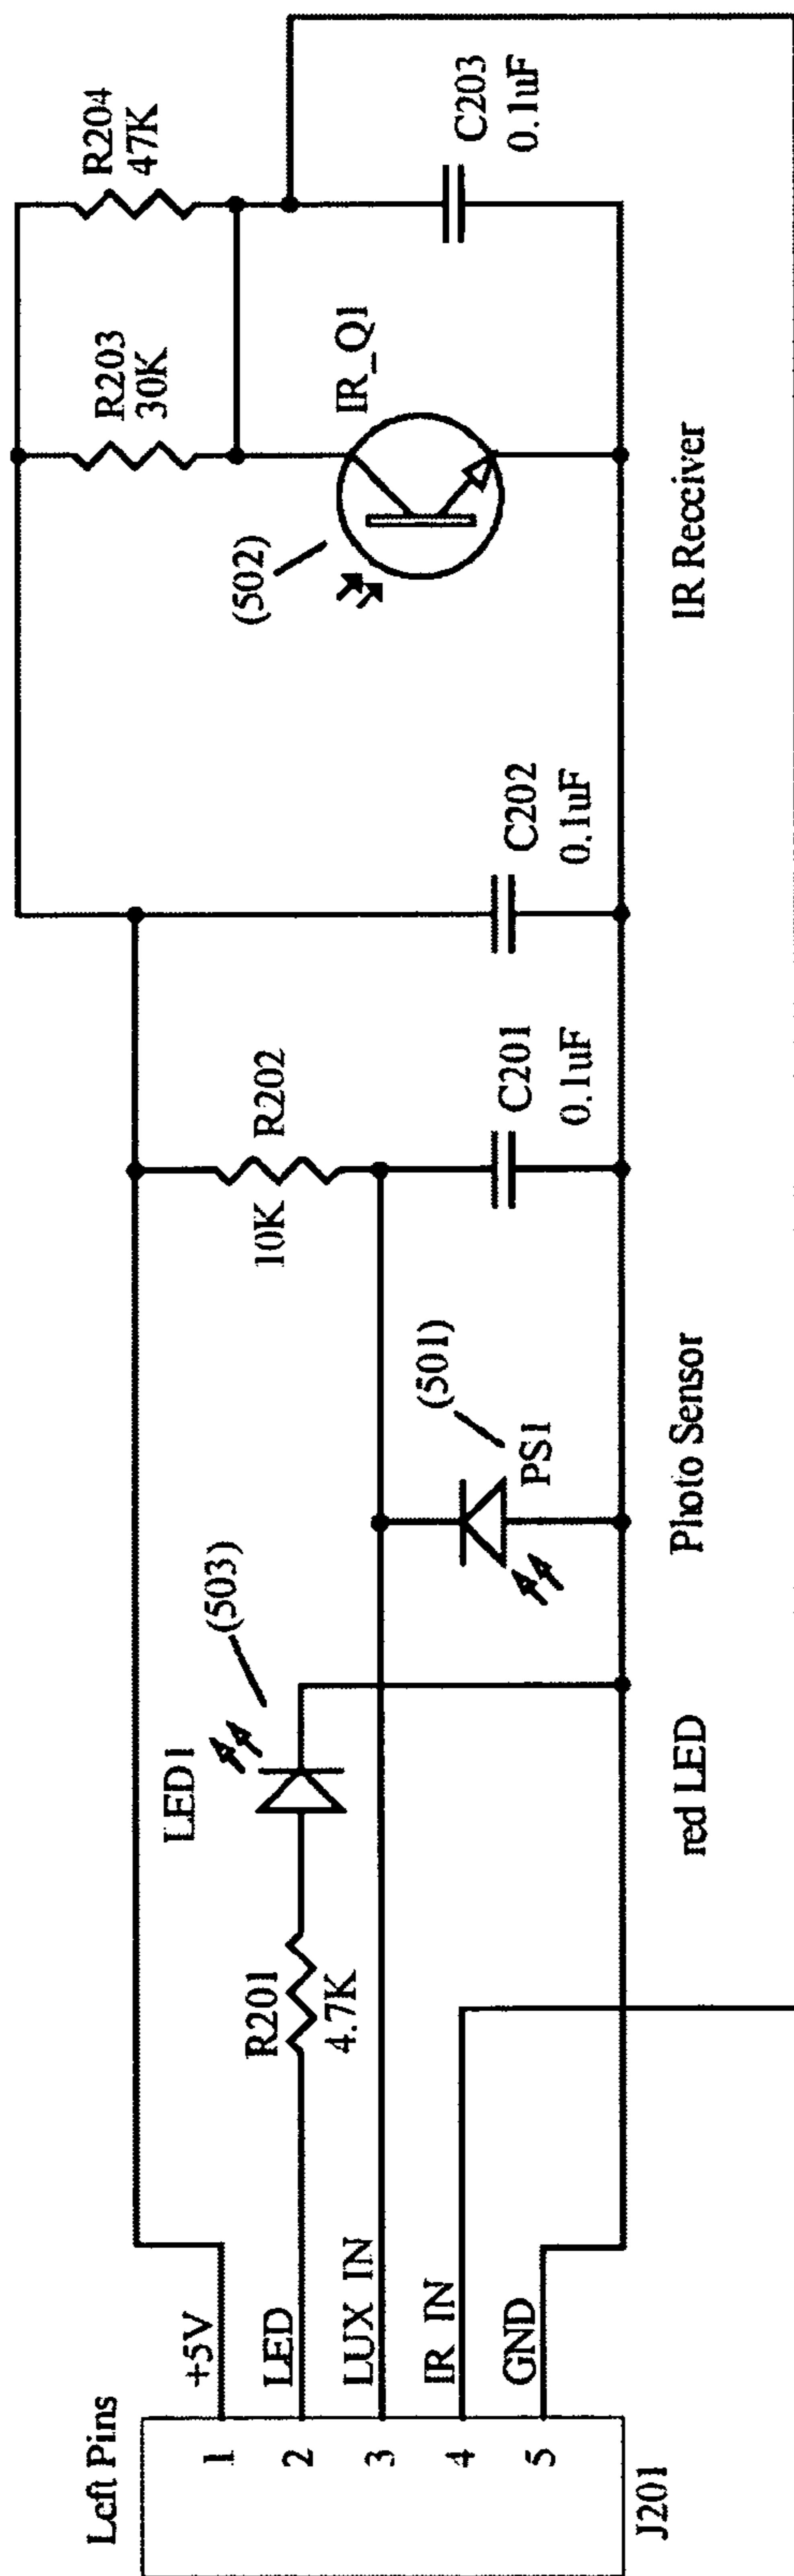 Left Pins
1
2
3
4
5
J201
+5V
LED
LUX IN
IR IN
GND
R201
4.7K
LED1
(503)
red LED
PS1
(501)
Photo Sensor
10K
R202
C201
0.1uF
C202
0.1uF
(502)
IR_Q1
IR Receiver
R203
30K
R204
47K
C203
0.1uF